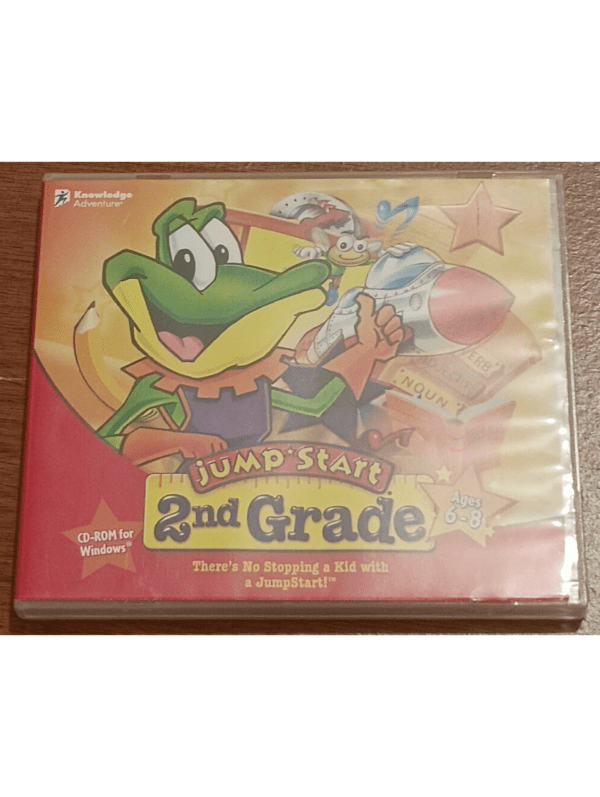 Knowledge
Adventure®
VERB
NOUN
JUMP★START
2nd Grade
Ages
6-8
CD-ROM for
Windows®
There's No Stopping a Kid with
a JumpStart!™